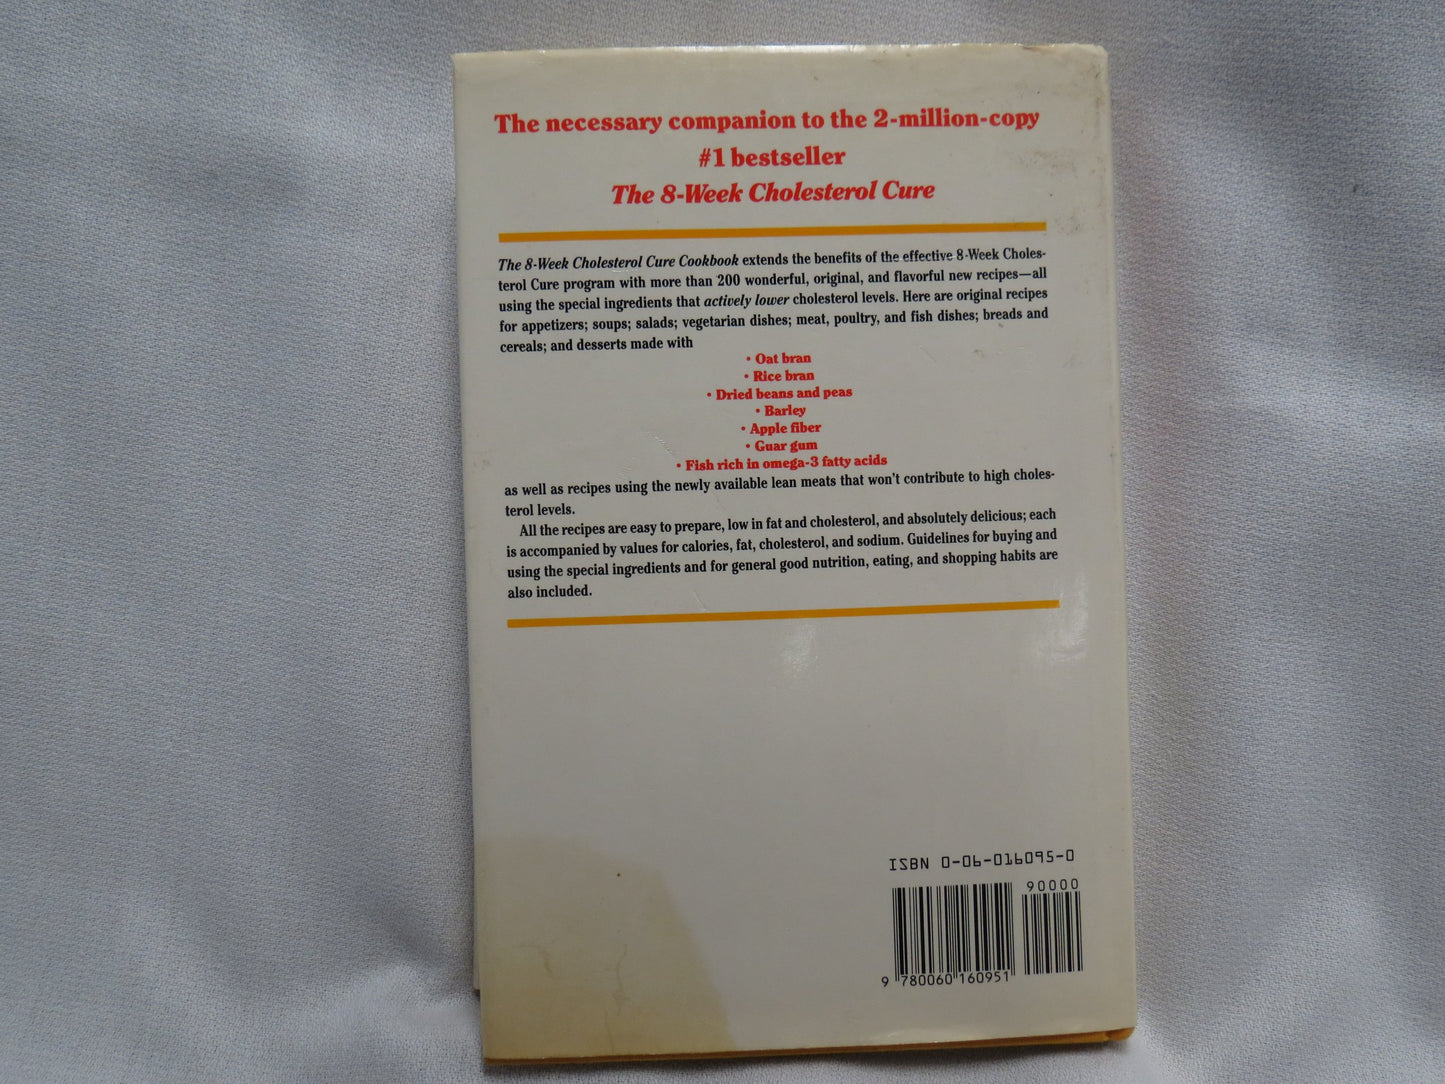 The necessary companion to the 2-million-copy
#1 bestseller
The 8-Week Cholesterol Cure
The 8-Week Cholesterol Cure Cookbook extends the benefits of the effective 8-Week Choles-
terol Cure program with more than 200 wonderful, original, and flavorful new recipes—all
using the special ingredients that actively lower cholesterol levels. Here are original recipes
for appetizers; soups; salads; vegetarian dishes; meat, poultry, and fish dishes; breads and
cereals; and desserts made with
• Oat bran
• Rice bran
• Dried beans and peas
• Barley
• Apple fiber
• Guar gum
• Fish rich in omega-3 fatty acids
as well as recipes using the newly available lean meats that won't contribute to high choles-
terol levels.
All the recipes are easy to prepare, low in fat and cholesterol, and absolutely delicious; each
is accompanied by values for calories, fat, cholesterol, and sodium. Guidelines for buying and
using the special ingredients and for general good nutrition, eating, and shopping habits are
also included.
ISBN 0-06-016095-0
90000
9 780060 160951